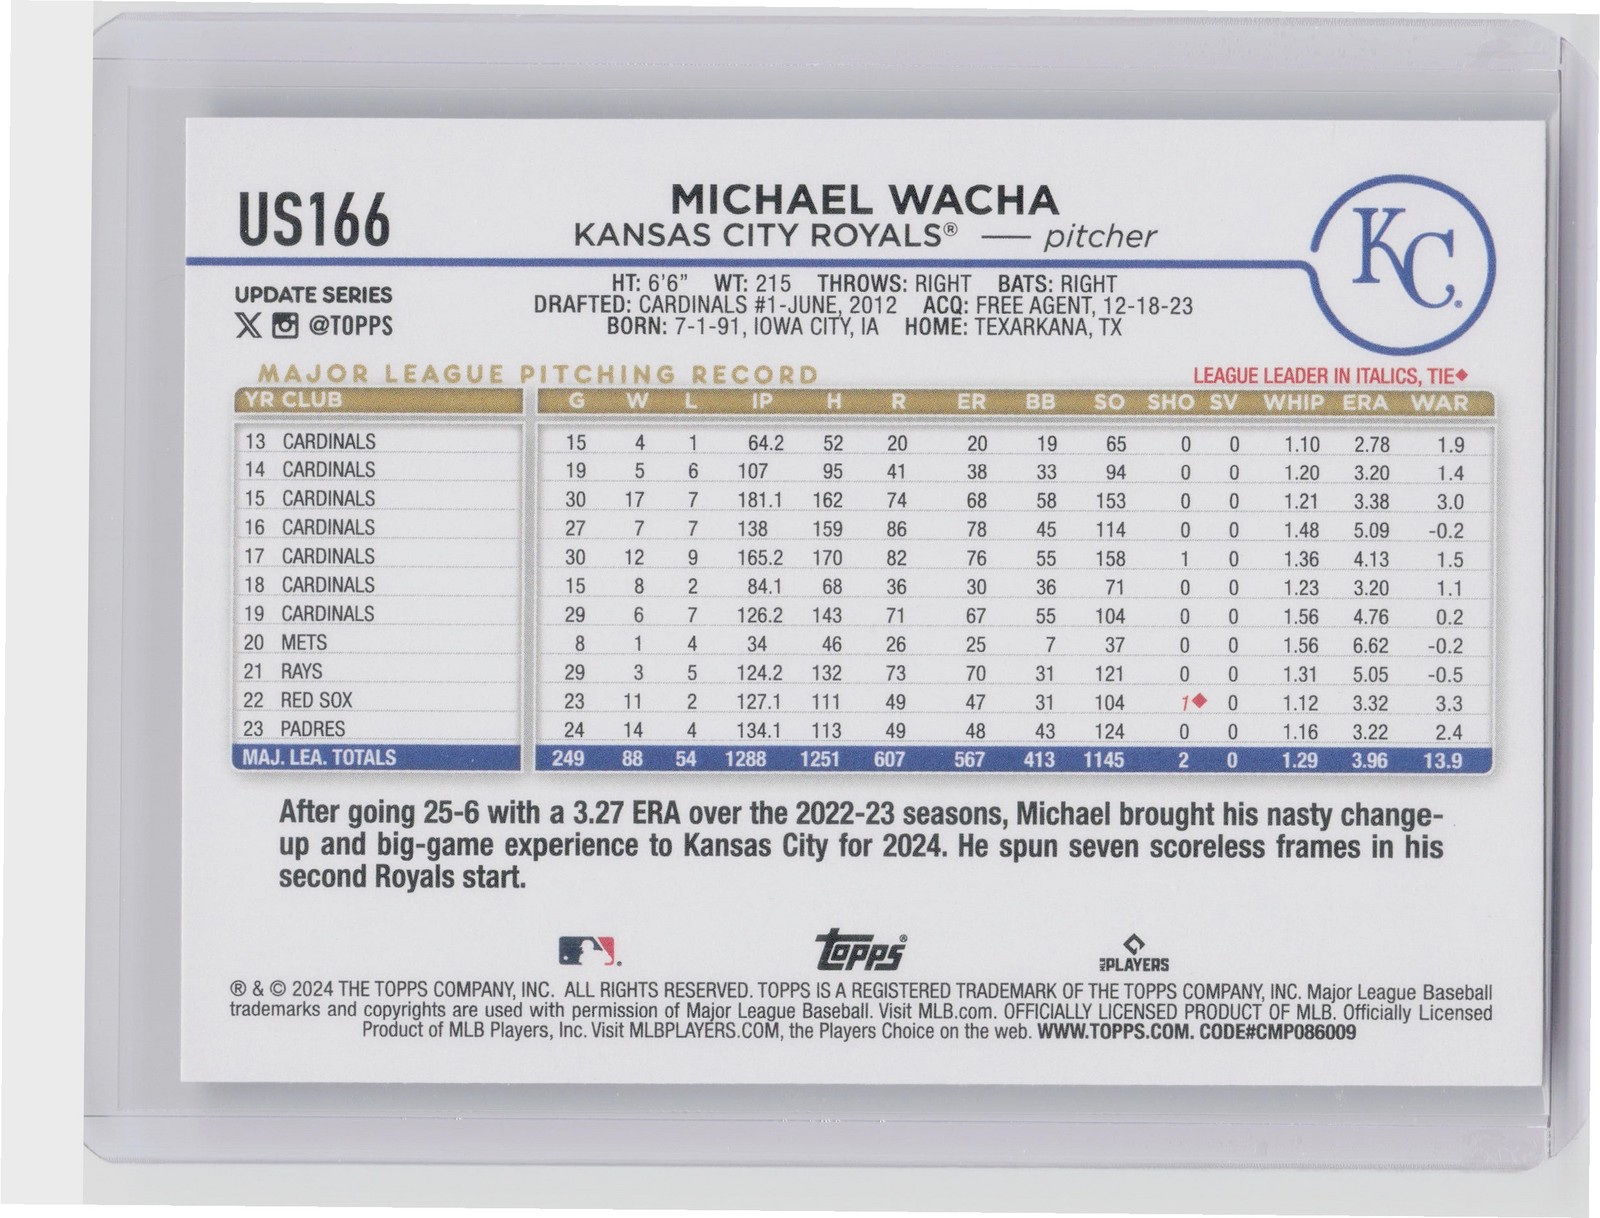 US166
MICHAEL WACHA
KANSAS CITY ROYALS® — pitcher
KC
UPDATE SERIES
@TOPPS
HT: 6'6" WT: 215 THROWS: RIGHT BATS: RIGHT
DRAFTED: CARDINALS #1-JUNE, 2012 ACQ: FREE AGENT, 12-18-23
BORN: 7-1-91, IOWA CITY, IA HOME: TEXARKANA, TX
MAJOR LEAGUE PITCHING RECORD
LEAGUE LEADER IN ITALICS, TIE◆
YR CLUB G W L IP H R ER BB SO SHO SV WHIP ERA WAR
13 CARDINALS 15 4 1 64.2 52 20 20 19 65 0 0 1.10 2.78 1.9
14 CARDINALS 19 5 6 107 95 41 38 33 94 0 0 1.20 3.20 1.4
15 CARDINALS 30 17 7 181.1 162 74 68 58 153 0 0 1.21 3.38 3.0
16 CARDINALS 27 7 7 138 159 86 78 45 114 0 0 1.48 5.09 -0.2
17 CARDINALS 30 12 9 165.2 170 82 76 55 158 1 0 1.36 4.13 1.5
18 CARDINALS 15 8 2 84.1 68 36 30 36 71 0 0 1.23 3.20 1.1
19 CARDINALS 29 6 7 126.2 143 71 67 55 104 0 0 1.56 4.76 0.2
20 METS 8 1 4 34 46 26 25 7 37 0 0 1.56 6.62 -0.2
21 RAYS 29 3 5 124.2 132 73 70 31 121 0 0 1.31 5.05 -0.5
22 RED SOX 23 11 2 127.1 111 49 47 31 104 1◆ 0 1.12 3.32 3.3
23 PADRES 24 14 4 134.1 113 49 48 43 124 0 0 1.16 3.22 2.4
MAJ. LEA. TOTALS 249 88 54 1288 1251 607 567 413 1145 2 0 1.29 3.96 13.9
After going 25-6 with a 3.27 ERA over the 2022-23 seasons, Michael brought his nasty change-
up and big-game experience to Kansas City for 2024. He spun seven scoreless frames in his
second Royals start.
topps®
MLB PLAYERS
® & © 2024 THE TOPPS COMPANY, INC. ALL RIGHTS RESERVED. TOPPS IS A REGISTERED TRADEMARK OF THE TOPPS COMPANY, INC. Major League Baseball
trademarks and copyrights are used with permission of Major League Baseball. Visit MLB.com. OFFICIALLY LICENSED PRODUCT OF MLB. Officially Licensed
Product of MLB Players, Inc. Visit MLBPLAYERS.COM, the Players Choice on the web. WWW.TOPPS.COM. CODE#CMP086009